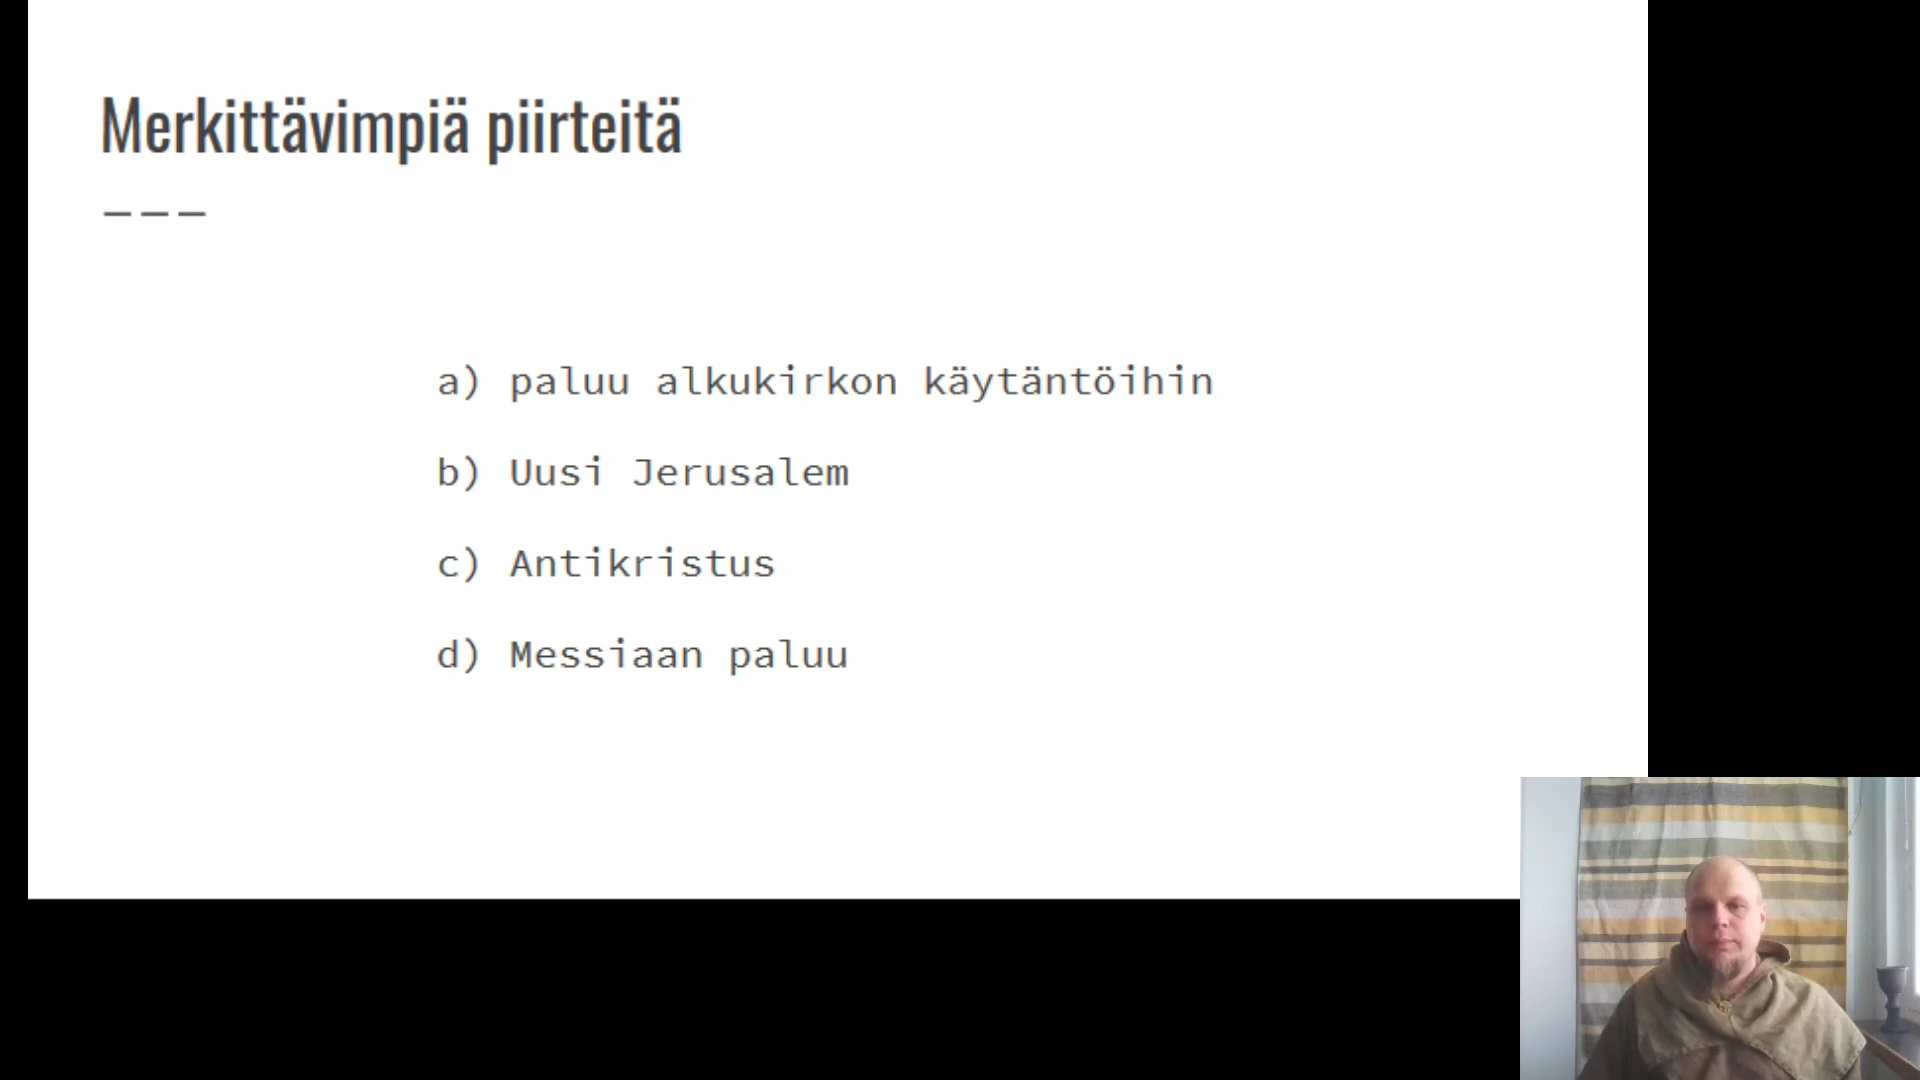 Merkittävimpiä piirteitä
a) paluu alkukirkon käytäntöihin
b) Uusi Jerusalem
c) Antikristus
d) Messiaan paluu